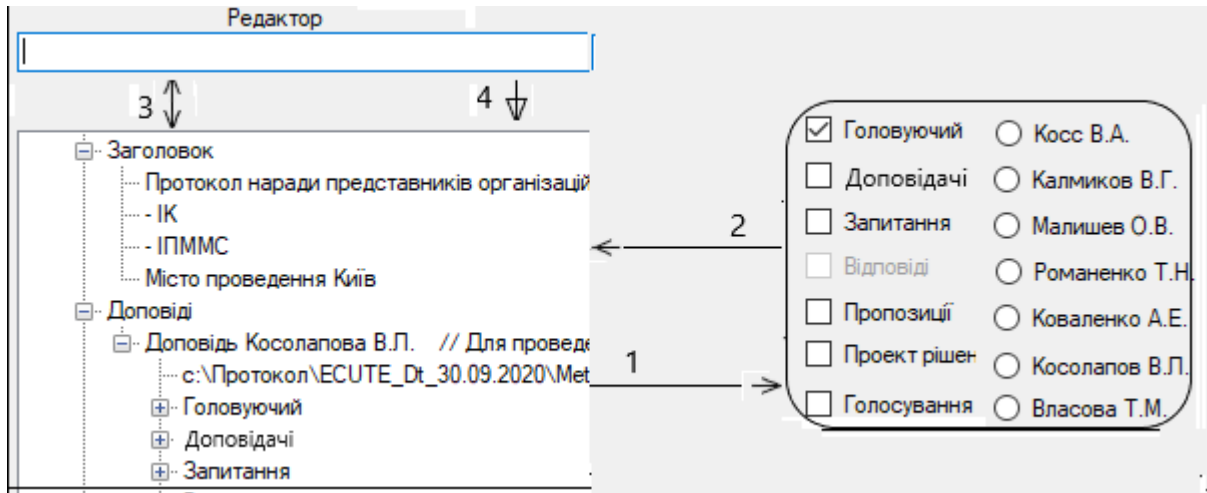 Редактор
3
4
Заголовок
Протокол наради представників організацій
- ІК
- ІПММС
Місто проведення Київ
Доповіді
Доповідь Косолапова В.П. // Для проведе
c:\Протокол\ECUTE_Dt_30.09.2020\Met
Головуючий
Доповідачі
Запитання
2
1
Головуючий Косс В.А.
Доповідачі Калмиков В.Г.
Запитання Малишев О.В.
Відповіді Романенко Т.Н.
Пропозиції Коваленко А.Е.
Проект рішен Косолапов В.П.
Голосування Власова Т.М.